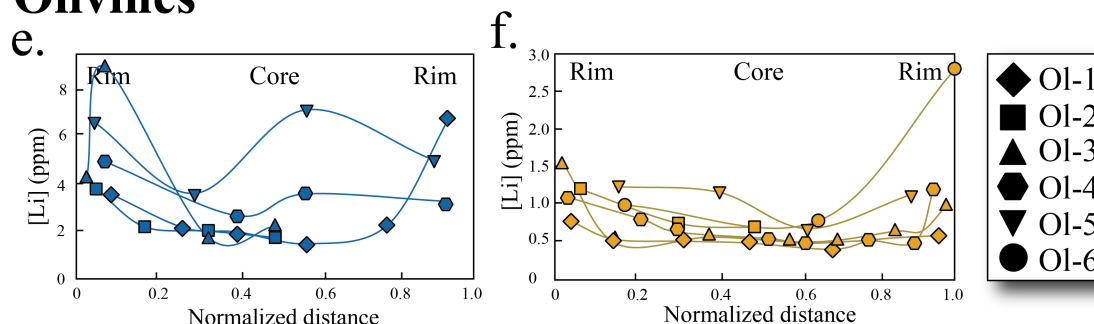 Olivines
e.
Rim Core Rim
[Li] (ppm)
8
6
4
2
0
0 0.2 0.4 0.6 0.8 1.0
Normalized distance
f.
Rim Core Rim
[Li] (ppm)
3.0
2.5
2.0
1.5
1.0
0.5
0
0 0.2 0.4 0.6 0.8 1.0
Normalized distance
Ol-1
Ol-2
Ol-3
Ol-4
Ol-5
Ol-6